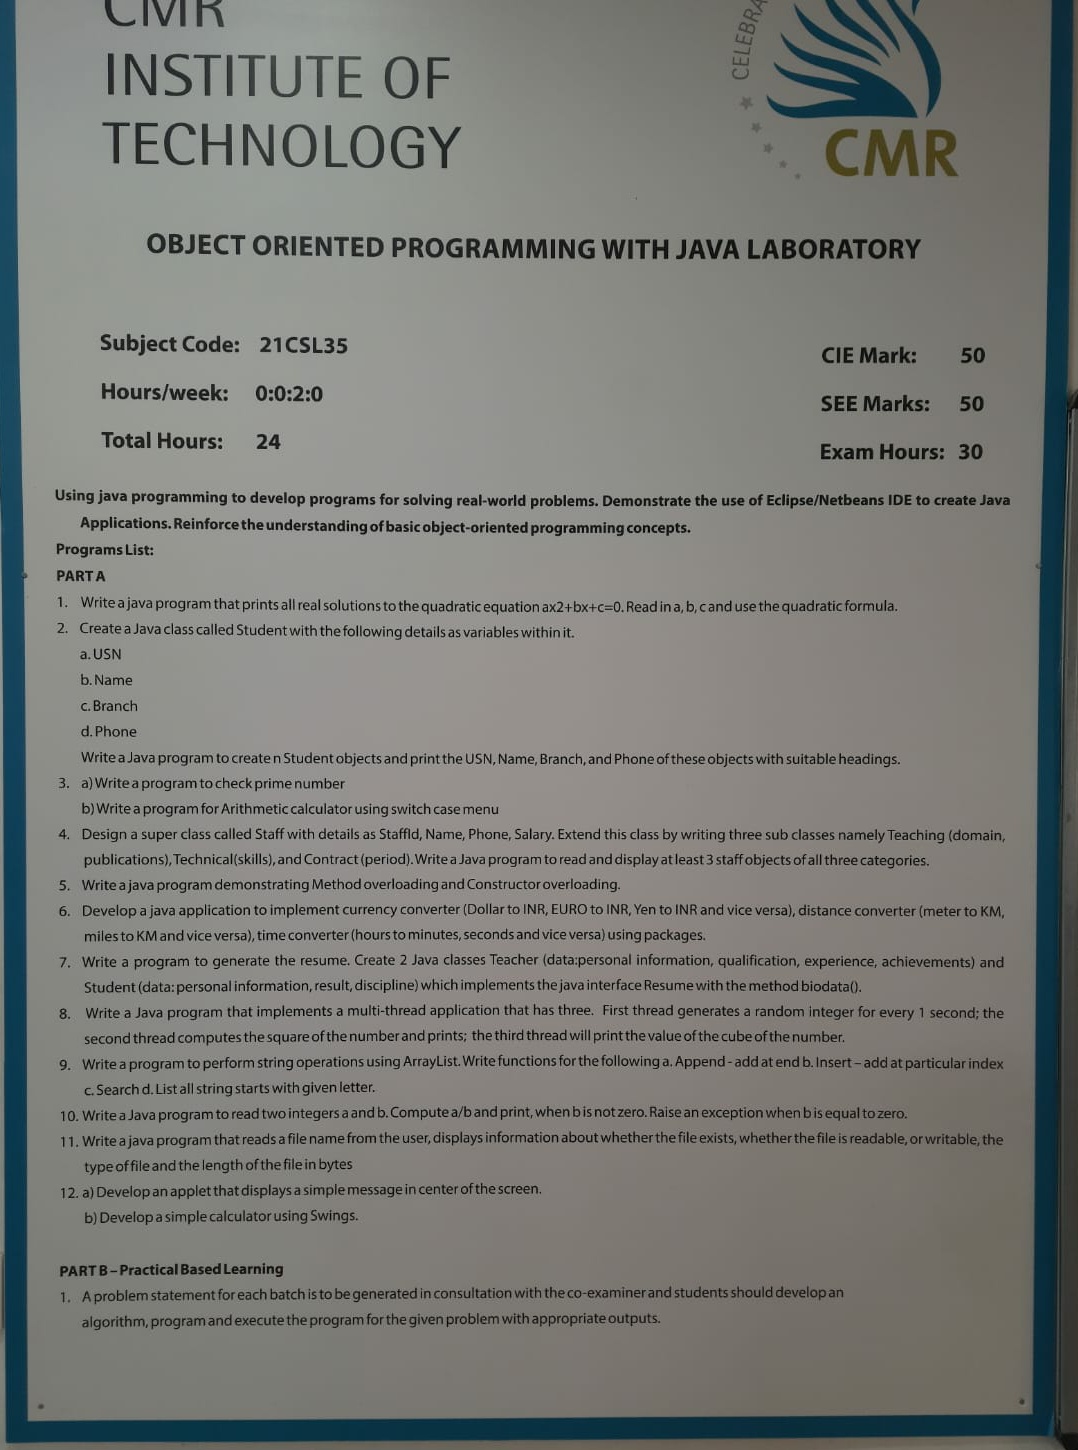 CMR
INSTITUTE OF
TECHNOLOGY
CELEBRA
CMR
OBJECT ORIENTED PROGRAMMING WITH JAVA LABORATORY
Subject Code: 21CSL35
Hours/week: 0:0:2:0
Total Hours: 24
CIE Mark: 50
SEE Marks: 50
Exam Hours: 30
Using java programming to develop programs for solving real-world problems. Demonstrate the use of Eclipse/Netbeans IDE to create Java
Applications. Reinforce the understanding of basic object-oriented programming concepts.
Programs List:
PART A
1. Write a java program that prints all real solutions to the quadratic equation ax2+bx+c=0. Read in a, b, c and use the quadratic formula.
2. Create a Java class called Student with the following details as variables within it.
a. USN
b. Name
c. Branch
d. Phone
Write a Java program to create n Student objects and print the USN, Name, Branch, and Phone of these objects with suitable headings.
3. a) Write a program to check prime number
b) Write a program for Arithmetic calculator using switch case menu
4. Design a super class called Staff with details as StaffId, Name, Phone, Salary. Extend this class by writing three sub classes namely Teaching (domain,
publications), Technical(skills), and Contract (period). Write a Java program to read and display at least 3 staff objects of all three categories.
5. Write a java program demonstrating Method overloading and Constructor overloading.
6. Develop a java application to implement currency converter (Dollar to INR, EURO to INR, Yen to INR and vice versa), distance converter (meter to KM,
miles to KM and vice versa), time converter (hours to minutes, seconds and vice versa) using packages.
7. Write a program to generate the resume. Create 2 Java classes Teacher (data:personal information, qualification, experience, achievements) and
Student (data: personal information, result, discipline) which implements the java interface Resume with the method biodata().
8. Write a Java program that implements a multi-thread application that has three. First thread generates a random integer for every 1 second; the
second thread computes the square of the number and prints; the third thread will print the value of the cube of the number.
9. Write a program to perform string operations using ArrayList. Write functions for the following a. Append - add at end b. Insert – add at particular index
c. Search d. List all string starts with given letter.
10. Write a Java program to read two integers a and b. Compute a/b and print, when b is not zero. Raise an exception when b is equal to zero.
11. Write a java program that reads a file name from the user, displays information about whether the file exists, whether the file is readable, or writable, the
type of file and the length of the file in bytes
12. a) Develop an applet that displays a simple message in center of the screen.
b) Develop a simple calculator using Swings.
PART B – Practical Based Learning
1. A problem statement for each batch is to be generated in consultation with the co-examiner and students should develop an
algorithm, program and execute the program for the given problem with appropriate outputs.